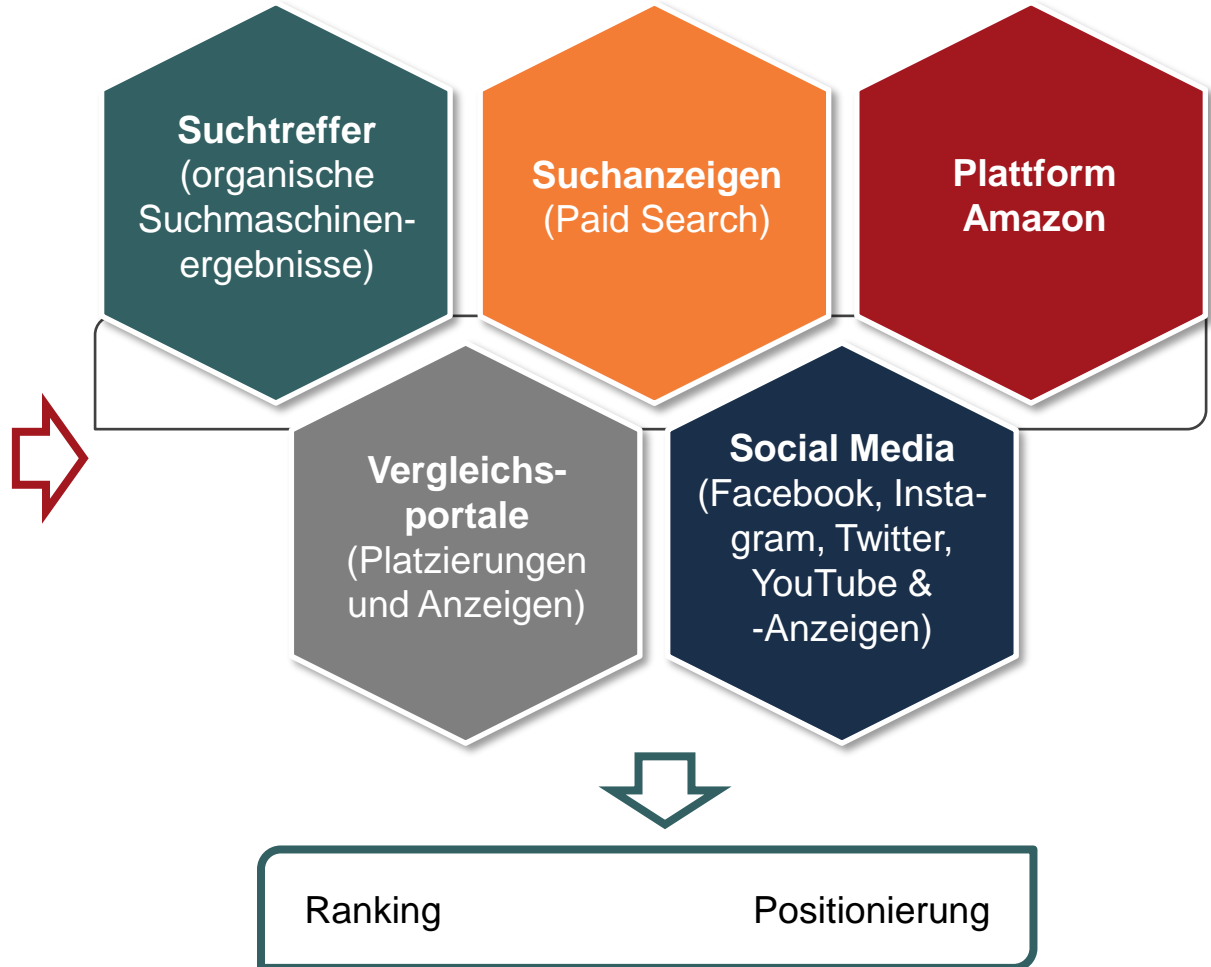 Suchtreffer
(organische
Suchmaschinen-
ergebnisse)
Suchanzeigen
(Paid Search)
Plattform
Amazon
Vergleichs-
portale
(Platzierungen
und Anzeigen)
Social Media
(Facebook, Insta-
gram, Twitter,
YouTube &
-Anzeigen)
Ranking
Positionierung